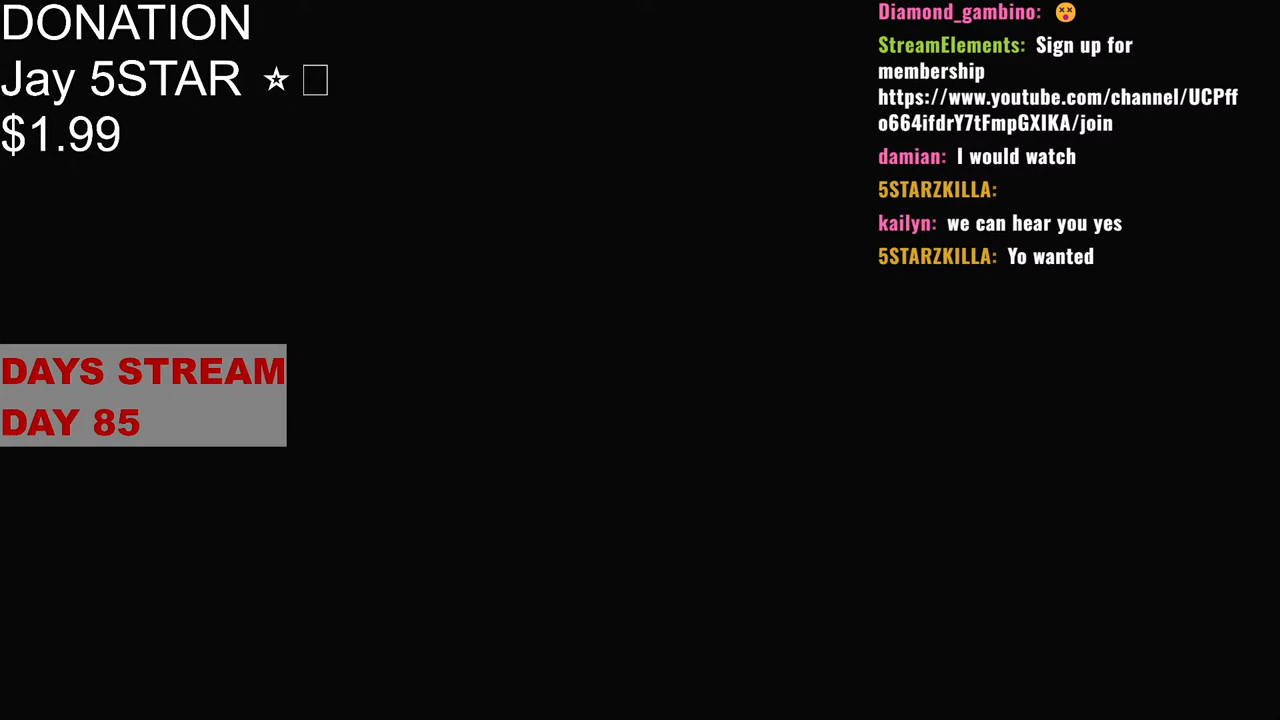 DONATION
Jay 5STAR ☆ □
$1.99
DAYS STREAM
DAY 85
Diamond_gambino: 😵
StreamElements: Sign up for
membership
https://www.youtube.com/channel/UCPff
o664ifdrY7tFmpGXIKA/join
damian: I would watch
5STARZKILLA:
kailyn: we can hear you yes
5STARZKILLA: Yo wanted